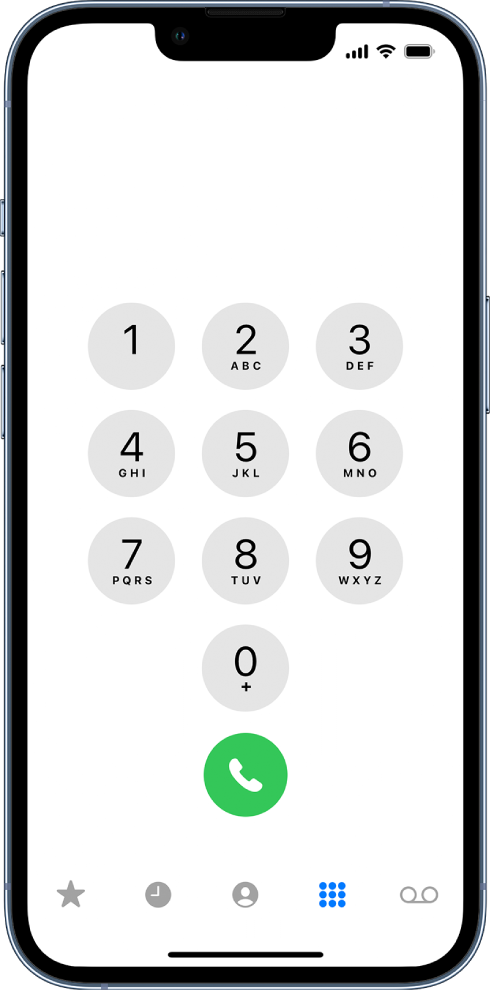 1 2 3
ABC DEF
4 5 6
GHI JKL MNO
7 8 9
PQRS TUV WXYZ
0
+